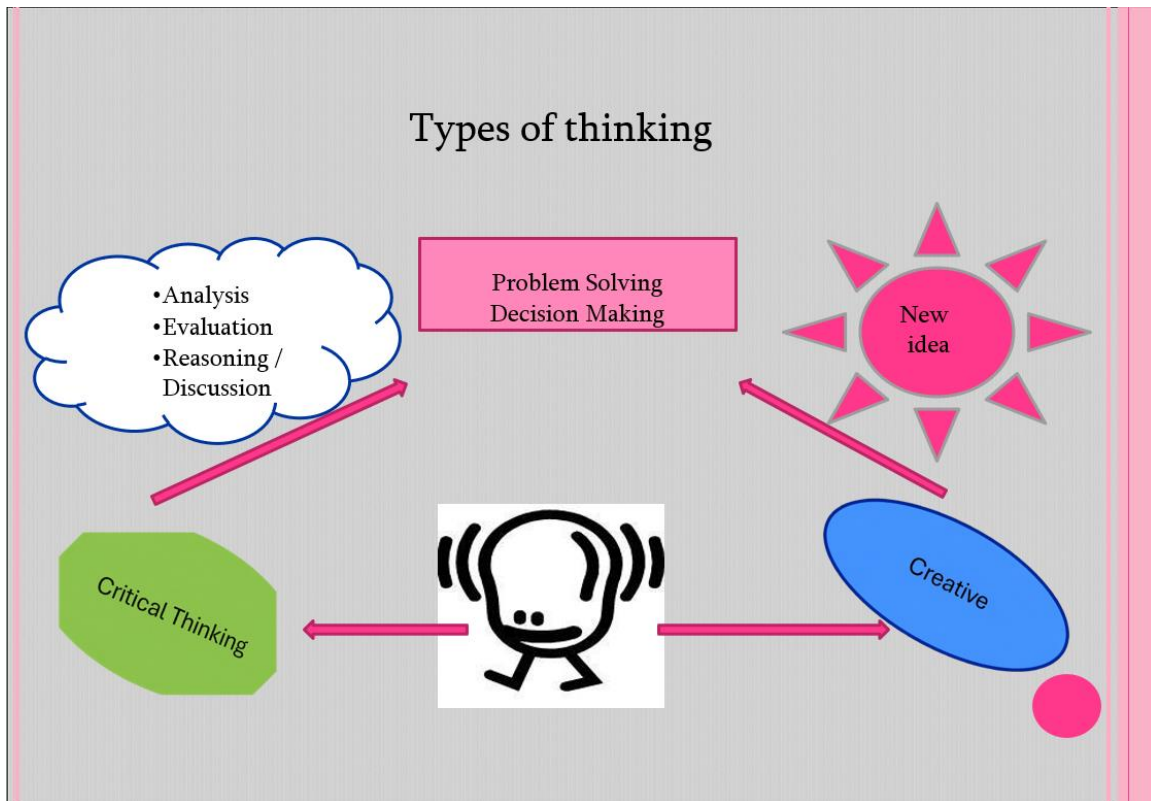 Types of thinking
•Analysis
•Evaluation
•Reasoning /
Discussion
Problem Solving
Decision Making
New
idea
Critical Thinking
Creative